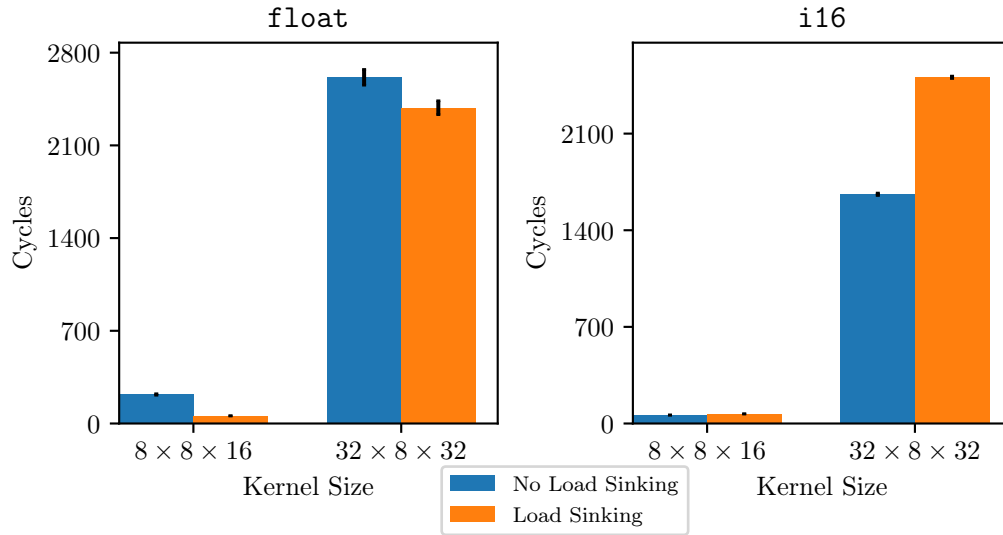 float
Cycles
2800
2100
1400
700
0
8 × 8 × 16
32 × 8 × 32
Kernel Size
i16
Cycles
2100
1400
700
0
8 × 8 × 16
32 × 8 × 32
Kernel Size
No Load Sinking
Load Sinking